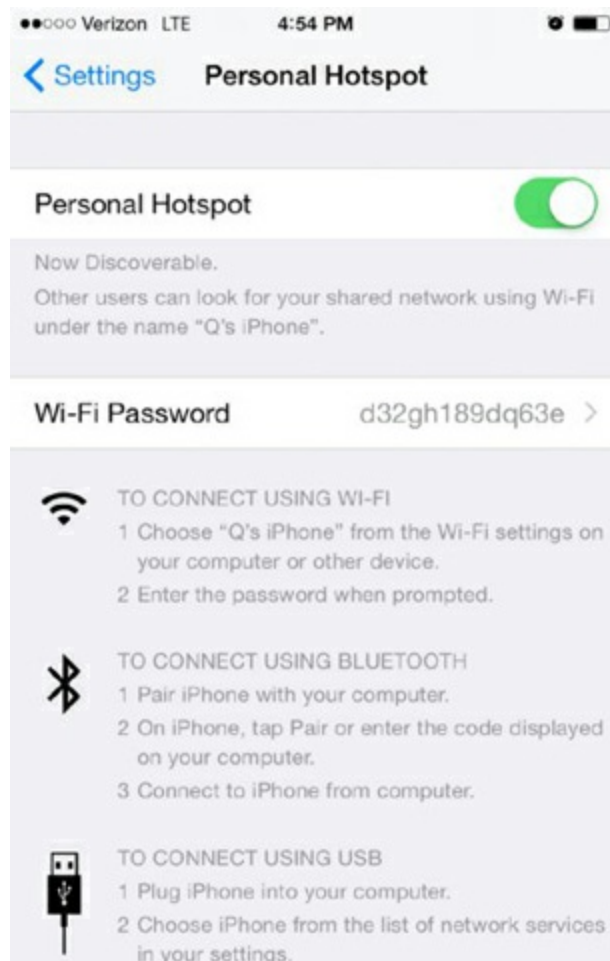 Verizon LTE 4:54 PM
Settings Personal Hotspot
Personal Hotspot
Now Discoverable.
Other users can look for your shared network using Wi-Fi
under the name “Q's iPhone”.
Wi-Fi Password d32gh189dq63e
TO CONNECT USING WI-FI
1 Choose “Q's iPhone” from the Wi-Fi settings on
your computer or other device.
2 Enter the password when prompted.
TO CONNECT USING BLUETOOTH
1 Pair iPhone with your computer.
2 On iPhone, tap Pair or enter the code displayed
on your computer.
3 Connect to iPhone from computer.
TO CONNECT USING USB
1 Plug iPhone into your computer.
2 Choose iPhone from the list of network services
in your settings.